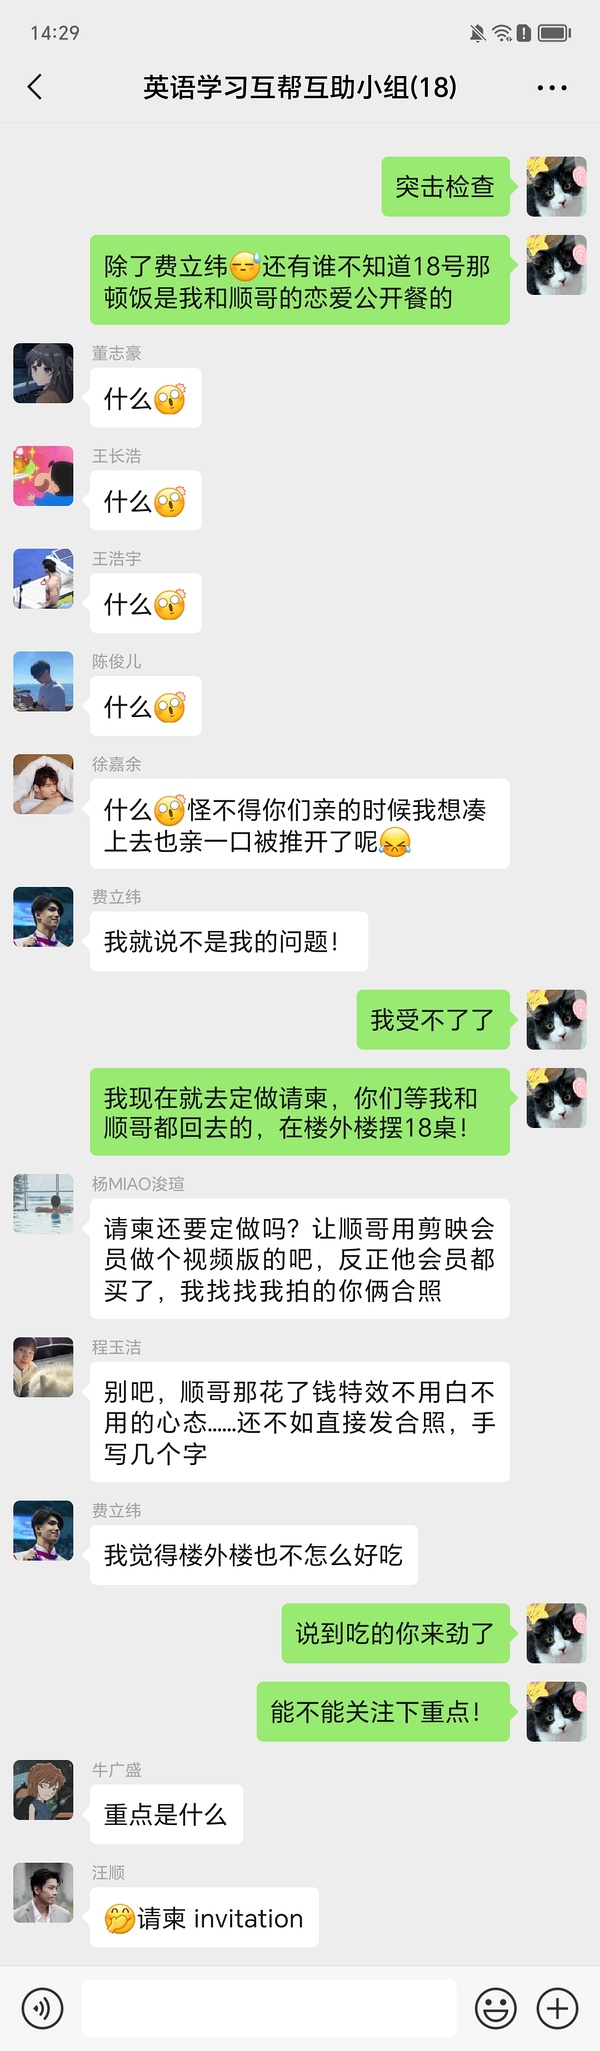 14:29
英语学习互帮互助小组(18)
突击检查
除了费立纬😓还有谁不知道18号那
顿饭是我和顺哥的恋爱公开餐的
董志豪
什么
王长浩
什么
王浩宇
什么
陈俊儿
什么
徐嘉余
什么怪不得你们亲的时候我想凑
上去也亲一口被推开了呢
费立纬
我就说不是我的问题！
我受不了了
我现在就去定做请柬，你们等我和
顺哥都回去的，在楼外楼摆18桌！
杨MIAO浚瑄
请柬还要定做吗？让顺哥用剪映会
员做个视频版的吧，反正他会员都
买了，我找找我拍的你俩合照
程玉洁
别吧，顺哥那花了钱特效不用白不
用的心态……还不如直接发合照，手
写几个字
费立纬
我觉得楼外楼也不怎么好吃
说到吃的你来劲了
能不能关注下重点！
牛广盛
重点是什么
汪顺
请柬 invitation